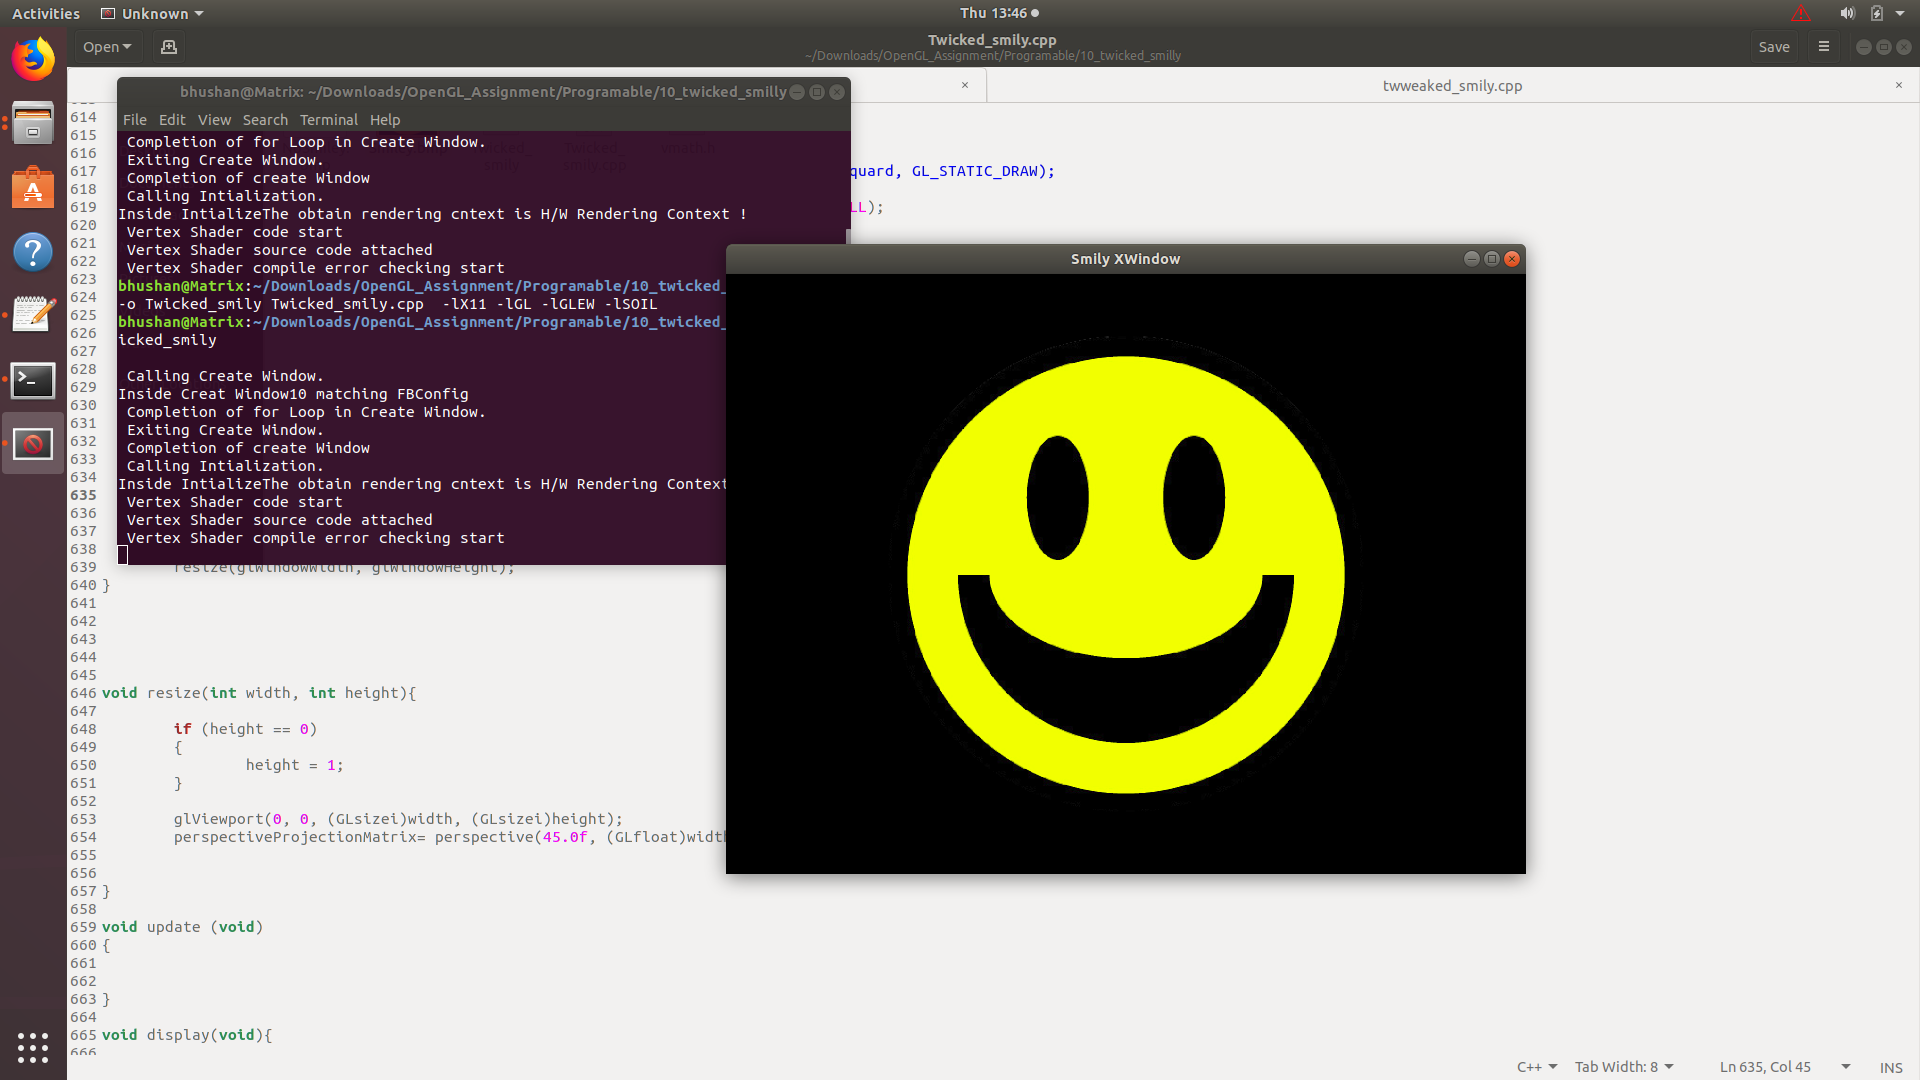 Activities
Unknown
Thu 13:46
Open
Twicked_smily.cpp
~/Downloads/OpenGL_Assignment/Programable/10_twicked_smilly
Save
twweaked_smily.cpp
bhushan@Matrix: ~/Downloads/OpenGL_Assignment/Programable/10_twicked_smilly
File Edit View Search Terminal Help
Completion of for Loop in Create Window.
Exiting Create Window.
Completion of create Window
Calling Intialization.
Inside IntializeThe obtain rendering cntext is H/W Rendering Context !
Vertex Shader code start
Vertex Shader source code attached
Vertex Shader compile error checking start
bhushan@Matrix:~/Downloads/OpenGL_Assignment/Programable/10_twicked_
-o Twicked_smily Twicked_smily.cpp -lX11 -lGL -lGLEW -lSOIL
bhushan@Matrix:~/Downloads/OpenGL_Assignment/Programable/10_twicked_
icked_smily
Calling Create Window.
Inside Creat Window10 matching FBConfig
Completion of for Loop in Create Window.
Exiting Create Window.
Completion of create Window
Calling Intialization.
Inside IntializeThe obtain rendering cntext is H/W Rendering Context
Vertex Shader code start
Vertex Shader source code attached
Vertex Shader compile error checking start
Smily XWindow
614
615
616
617 quard, GL_STATIC_DRAW);
618
619 LL);
620
621
622
623
624
625
626
627
628
629
630
631
632
633
634
635
636
637
638
639 resize(giWindowWidth, giWindowHeight);
640 }
641
642
643
644
645
646 void resize(int width, int height){
647
648 if (height == 0)
649 {
650 height = 1;
651 }
652
653 glViewport(0, 0, (GLsizei)width, (GLsizei)height);
654 perspectiveProjectionMatrix= perspective(45.0f, (GLfloat)width
655
656
657 }
658
659 void update (void)
660 {
661
662
663 }
664
665 void display(void){
666
C++ Tab Width: 8 Ln 635, Col 45 INS